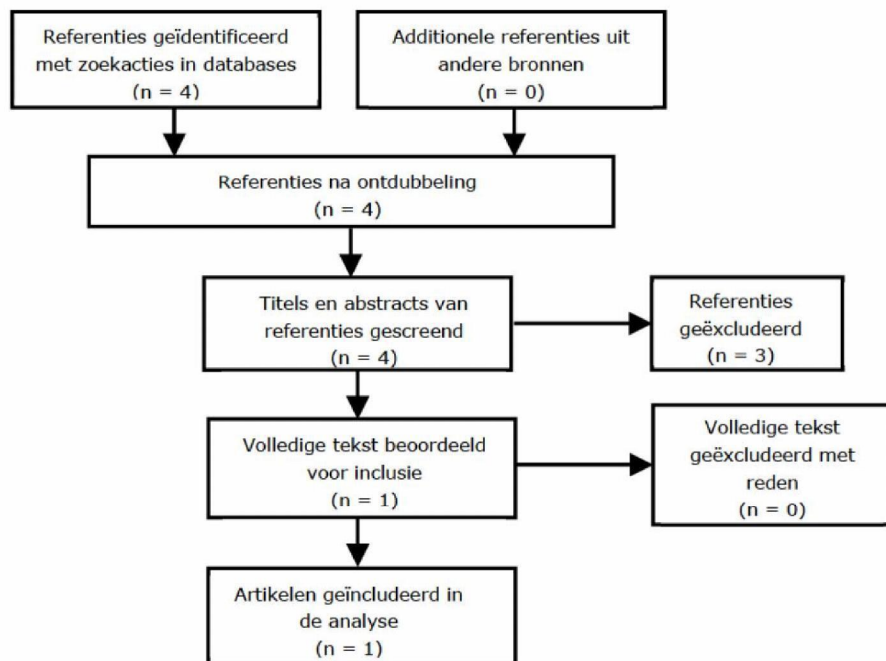 Referenties geïdentificeerd
met zoekacties in databases
(n = 4)
Additionele referenties uit
andere bronnen
(n = 0)
Referenties na ontdubbeling
(n = 4)
Titels en abstracts van
referenties gescreend
(n = 4)
Referenties
geëxcludeerd
(n = 3)
Volledige tekst beoordeeld
voor inclusie
(n = 1)
Volledige tekst
geëxcludeerd met
reden
(n = 0)
Artikelen geïncludeerd in
de analyse
(n = 1)